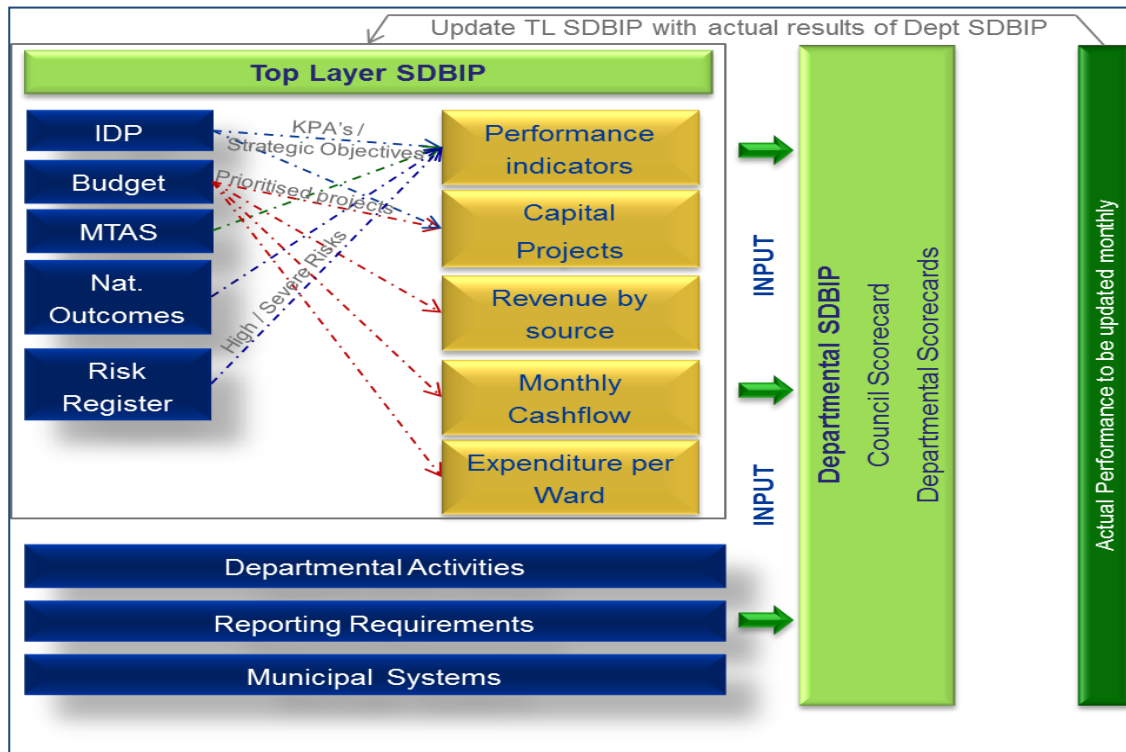 Update TL SDBIP with actual results of Dept SDBIP
Top Layer SDBIP
IDP
Budget
MTAS
Nat.
Outcomes
Risk
Register
KPA's /
Strategic Objectives
Prioritised projects
High / Severe Risks
Performance
indicators
Capital
Projects
Revenue by
source
Monthly
Cashflow
Expenditure per
Ward
INPUT
INPUT
Departmental SDBIP
Council Scorecard
Departmental Scorecards
Actual Performance to be updated monthly
Departmental Activities
Reporting Requirements
Municipal Systems